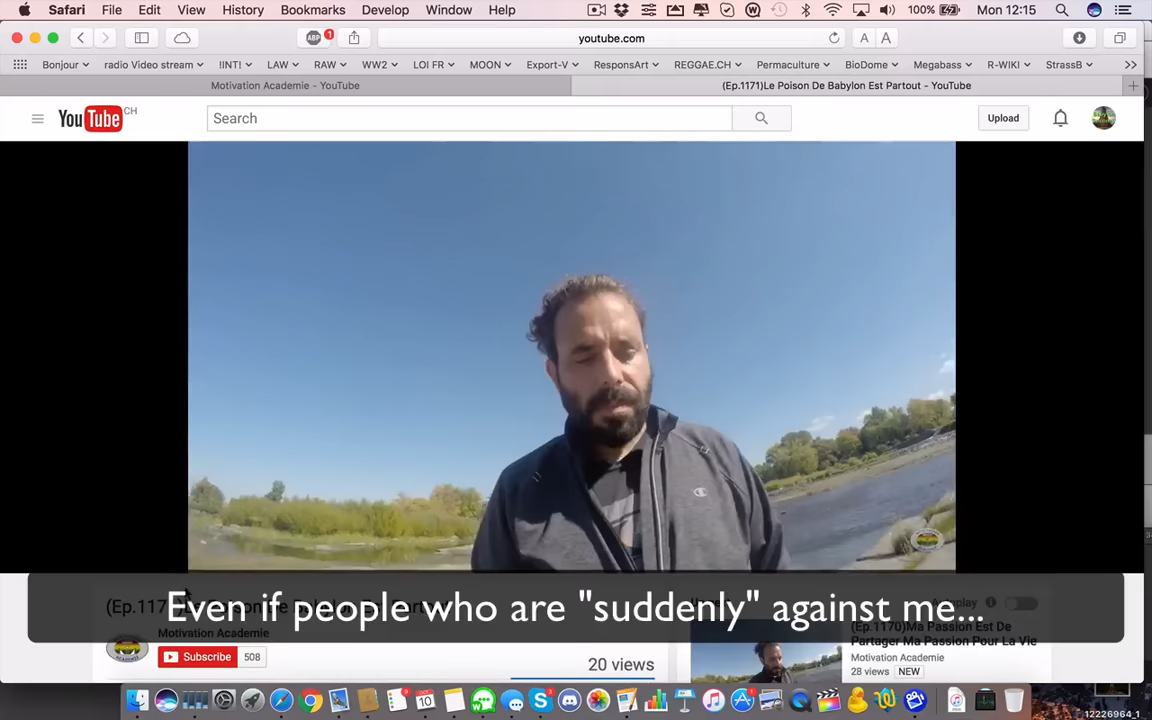 Safari File Edit View History Bookmarks Develop Window Help 100% Mon 12:15
ABP 1 youtube.com A A
Bonjour radio Video stream !INT! LAW RAW WW2 LOI FR MOON Export-V ResponsArt REGGAE.CH Permaculture BioDome Megabass R-WIKI StrassB
Motivation Academie - YouTube (Ep.1171)Le Poison De Babylon Est Partout - YouTube
YouTube CH Search Upload
Even if people who are "suddenly" against me...
Autoplay
(Ep.1170)Ma Passion Est De
Partager Ma Passion Pour La Vie
Motivation Academie
Subscribe 508
20 views
Motivation Academie
28 views NEW
12226964_1